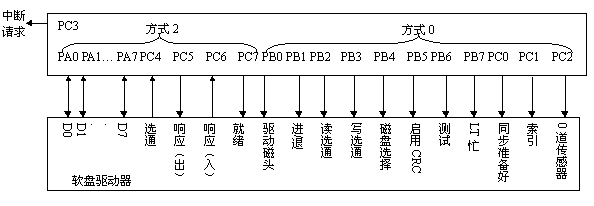 中断
请求
PC3
方式 2
方式 0
PA0 PA1… PA7 PC4 PC5 PC6 PC7 PB0 PB1 PB2 PB3 PB4 PB5 PB6 PB7 PC0 PC1 PC2
D0
D1
. .
D7
选通
响应（出）
响应（入）
就绪
驱动磁头
进退
读选通
写选通
磁盘选择
启用 CRC
测试
忙
同步准备好
索引
0 道传感器
软盘驱动器